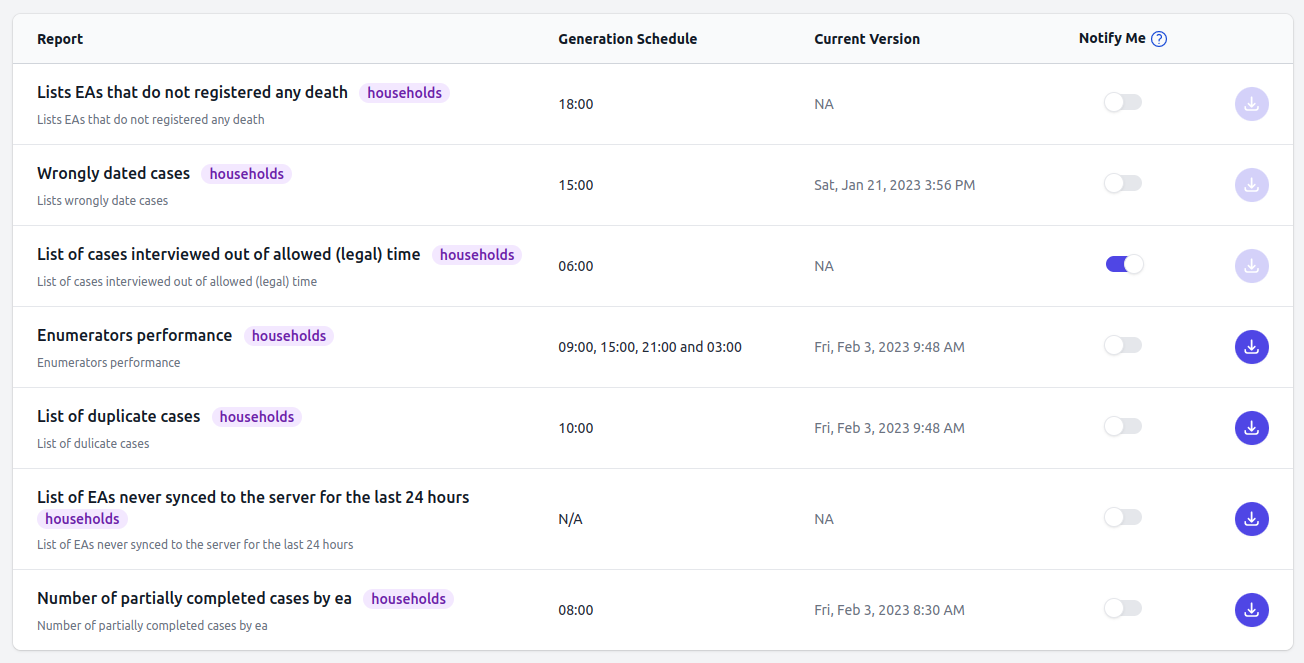 Report Generation Schedule Current Version Notify Me ?
Lists EAs that do not registered any death households
Lists EAs that do not registered any death
18:00 NA
Wrongly dated cases households
Lists wrongly date cases
15:00 Sat, Jan 21, 2023 3:56 PM
List of cases interviewed out of allowed (legal) time households
List of cases interviewed out of allowed (legal) time
06:00 NA
Enumerators performance households
Enumerators performance
09:00, 15:00, 21:00 and 03:00 Fri, Feb 3, 2023 9:48 AM
List of duplicate cases households
List of dulicate cases
10:00 Fri, Feb 3, 2023 9:48 AM
List of EAs never synced to the server for the last 24 hours
households
List of EAs never synced to the server for the last 24 hours
N/A NA
Number of partially completed cases by ea households
Number of partially completed cases by ea
08:00 Fri, Feb 3, 2023 8:30 AM